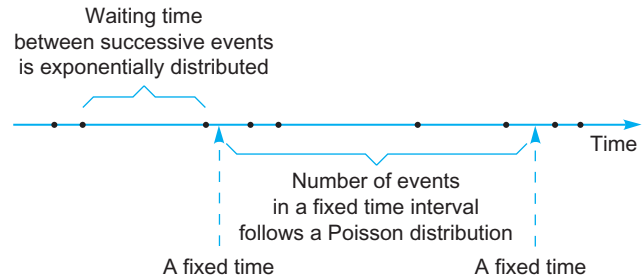 Waiting time
between successive events
is exponentially distributed
Time
Number of events
in a fixed time interval
follows a Poisson distribution
A fixed time
A fixed time